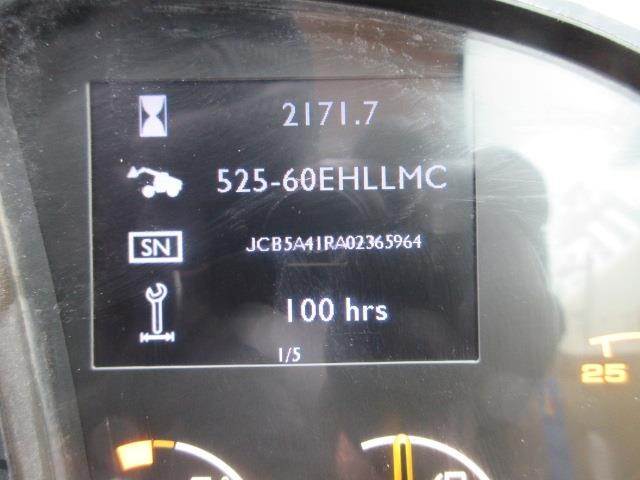 2171.7
525-60EHLLMC
SN JCB5A41RA02365964
100 hrs
1/5
25